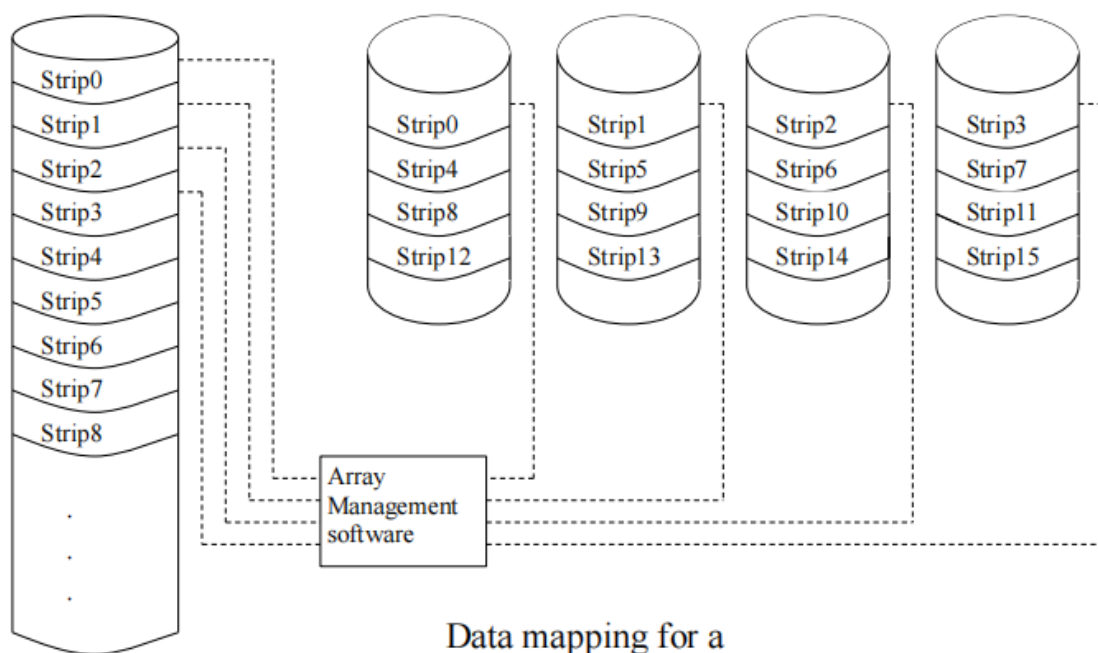 Strip0
Strip1
Strip2
Strip3
Strip4
Strip5
Strip6
Strip7
Strip8
.
.
.
Strip0 Strip1 Strip2 Strip3
Strip4 Strip5 Strip6 Strip7
Strip8 Strip9 Strip10 Strip11
Strip12 Strip13 Strip14 Strip15
Array
Management
software
Data mapping for a